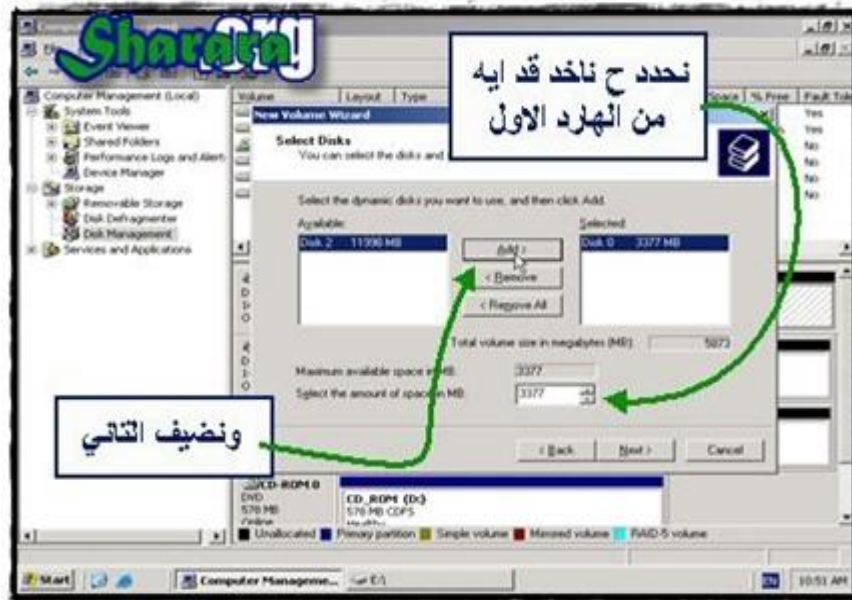 Sharara.org
نحدد ح ناخد قد ايه
من الهارد الاول
Computer Management (Local)
System Tools
Event Viewer
Shared Folders
Performance Logs and Alert
Device Manager
Storage
Removable Storage
Disk Defragmenter
Disk Management
Services and Applications
Volume Layout Type Space % Free Fault Tole
Yes
Yes
No
No
No
No
New Volume Wizard
Select Disks
You can select the disks and
Select the dynamic disks you want to use, and then click Add.
Available: Selected:
Disk 2 11998 MB Add > Disk 0 3377 MB
< Remove
< Remove All
Total volume size in megabytes (MB): 5873
Maximum available space in MB: 3377
Select the amount of space in MB: 3377
ونضيف التاني
< Back Next > Cancel
CD-ROM 0
DVD
578 MB
Online
CD_ROM (D:)
578 MB CDFS
Healthy
Unallocated Primary partition Simple volume Mirrored volume RAID-5 volume
Start Computer Manageme... E:\ EN 10:51 AM